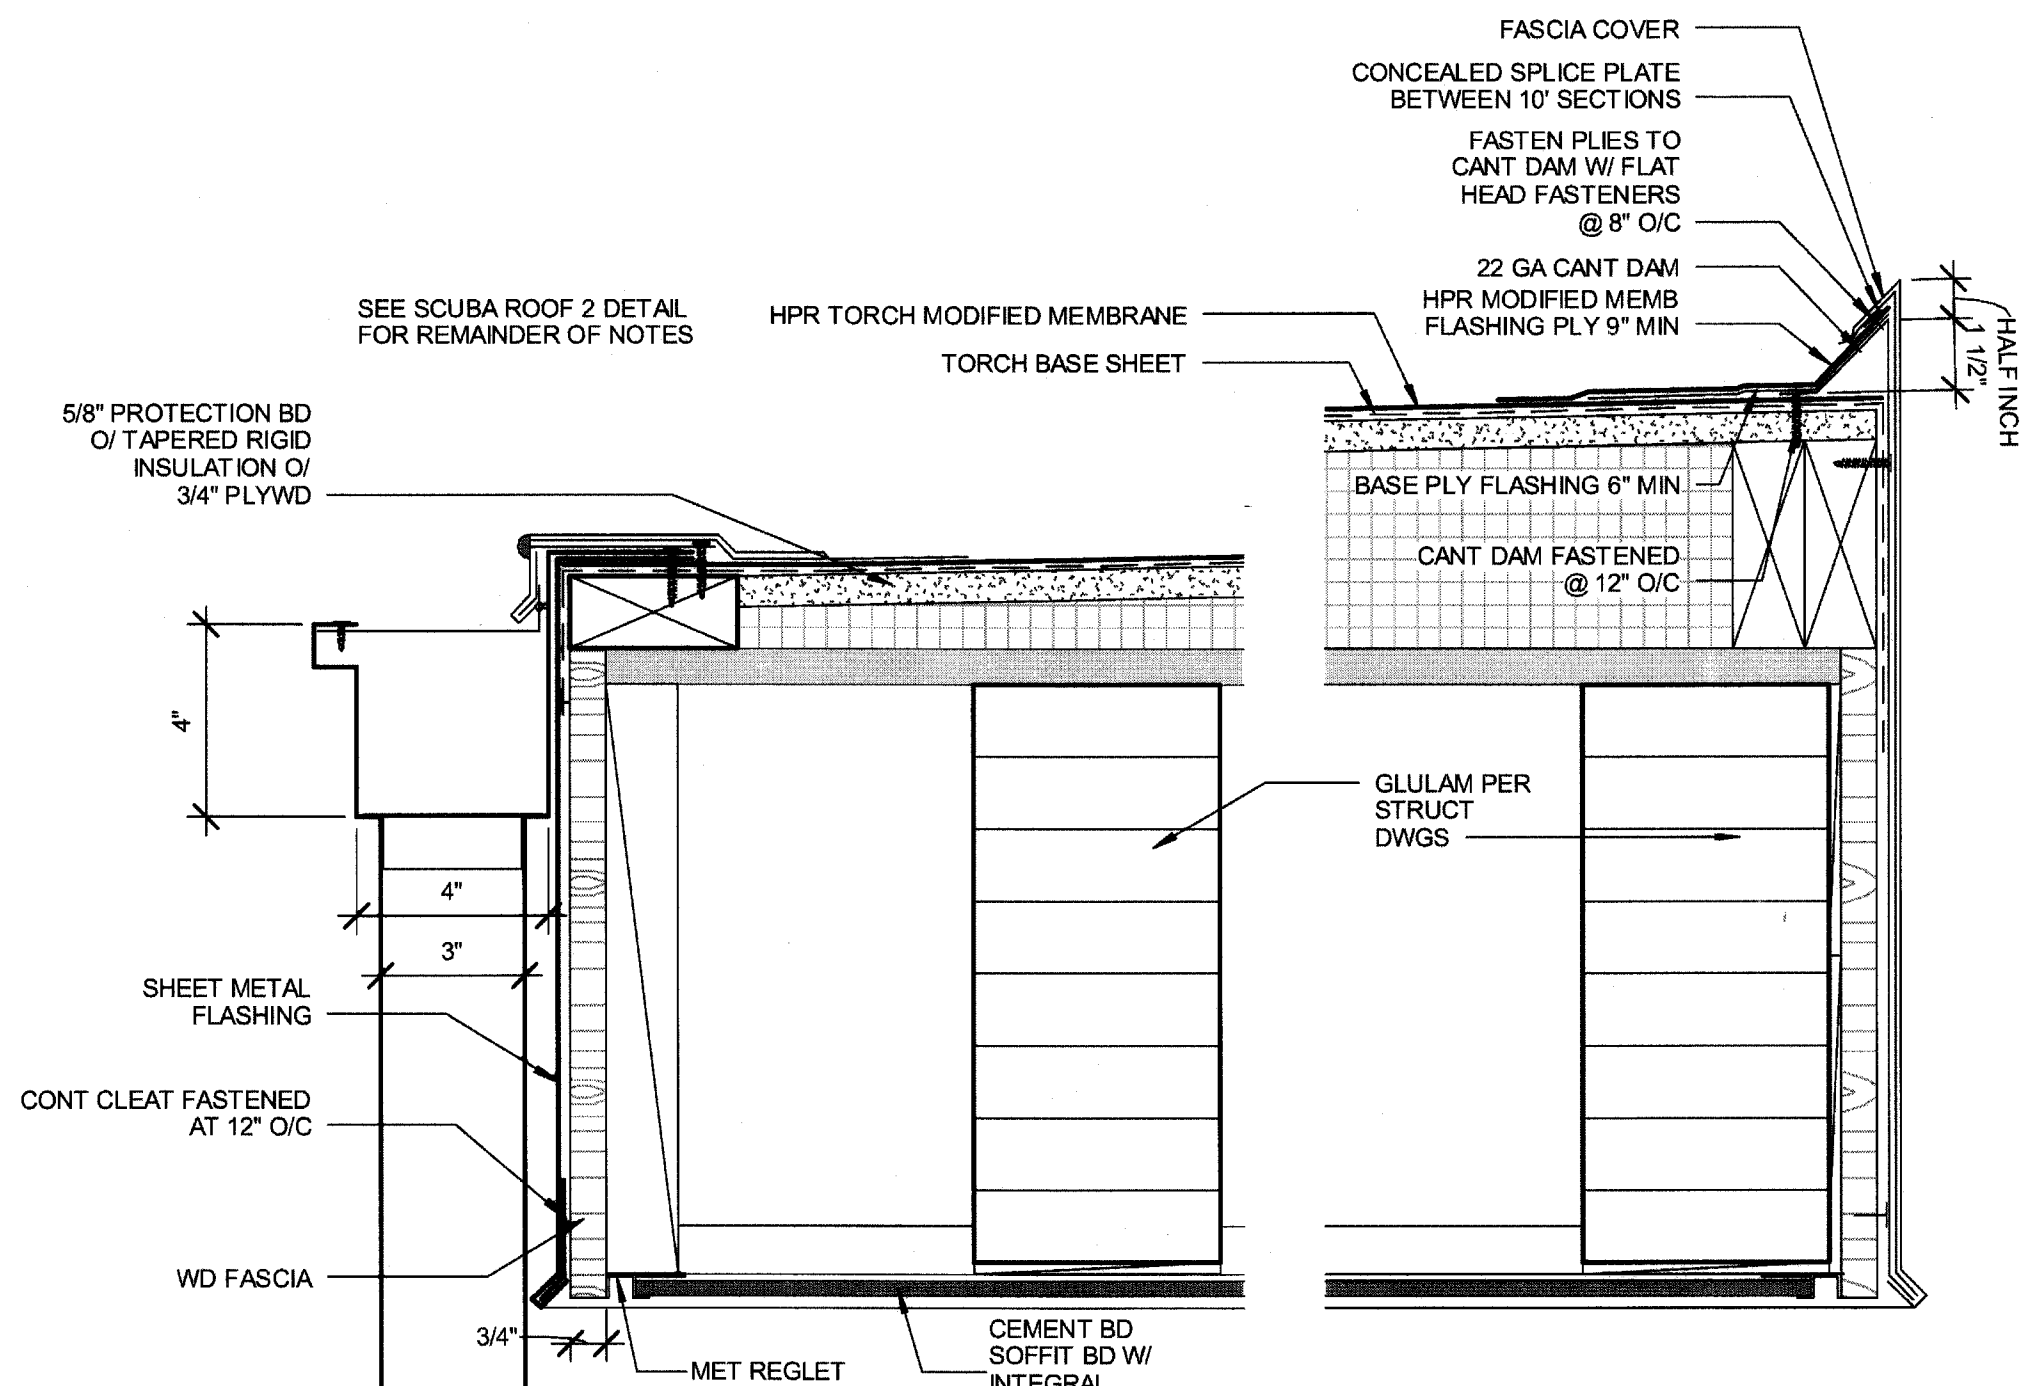 FASCIA COVER
CONCEALED SPLICE PLATE
BETWEEN 10' SECTIONS
FASTEN PLIES TO
CANT DAM W/ FLAT
HEAD FASTENERS
@ 8" O/C
22 GA CANT DAM
HPR MODIFIED MEMB
FLASHING PLY 9" MIN
HALF INCH
1 1/2"
SEE SCUBA ROOF 2 DETAIL
FOR REMAINDER OF NOTES
HPR TORCH MODIFIED MEMBRANE
TORCH BASE SHEET
5/8" PROTECTION BD
O/ TAPERED RIGID
INSULATION O/
3/4" PLYWD
BASE PLY FLASHING 6" MIN
CANT DAM FASTENED
@ 12" O/C
4"
GLULAM PER
STRUCT
DWGS
4"
3"
SHEET METAL
FLASHING
CONT CLEAT FASTENED
AT 12" O/C
WD FASCIA
3/4"
MET REGLET
CEMENT BD
SOFFIT BD W/
INTEGRAL